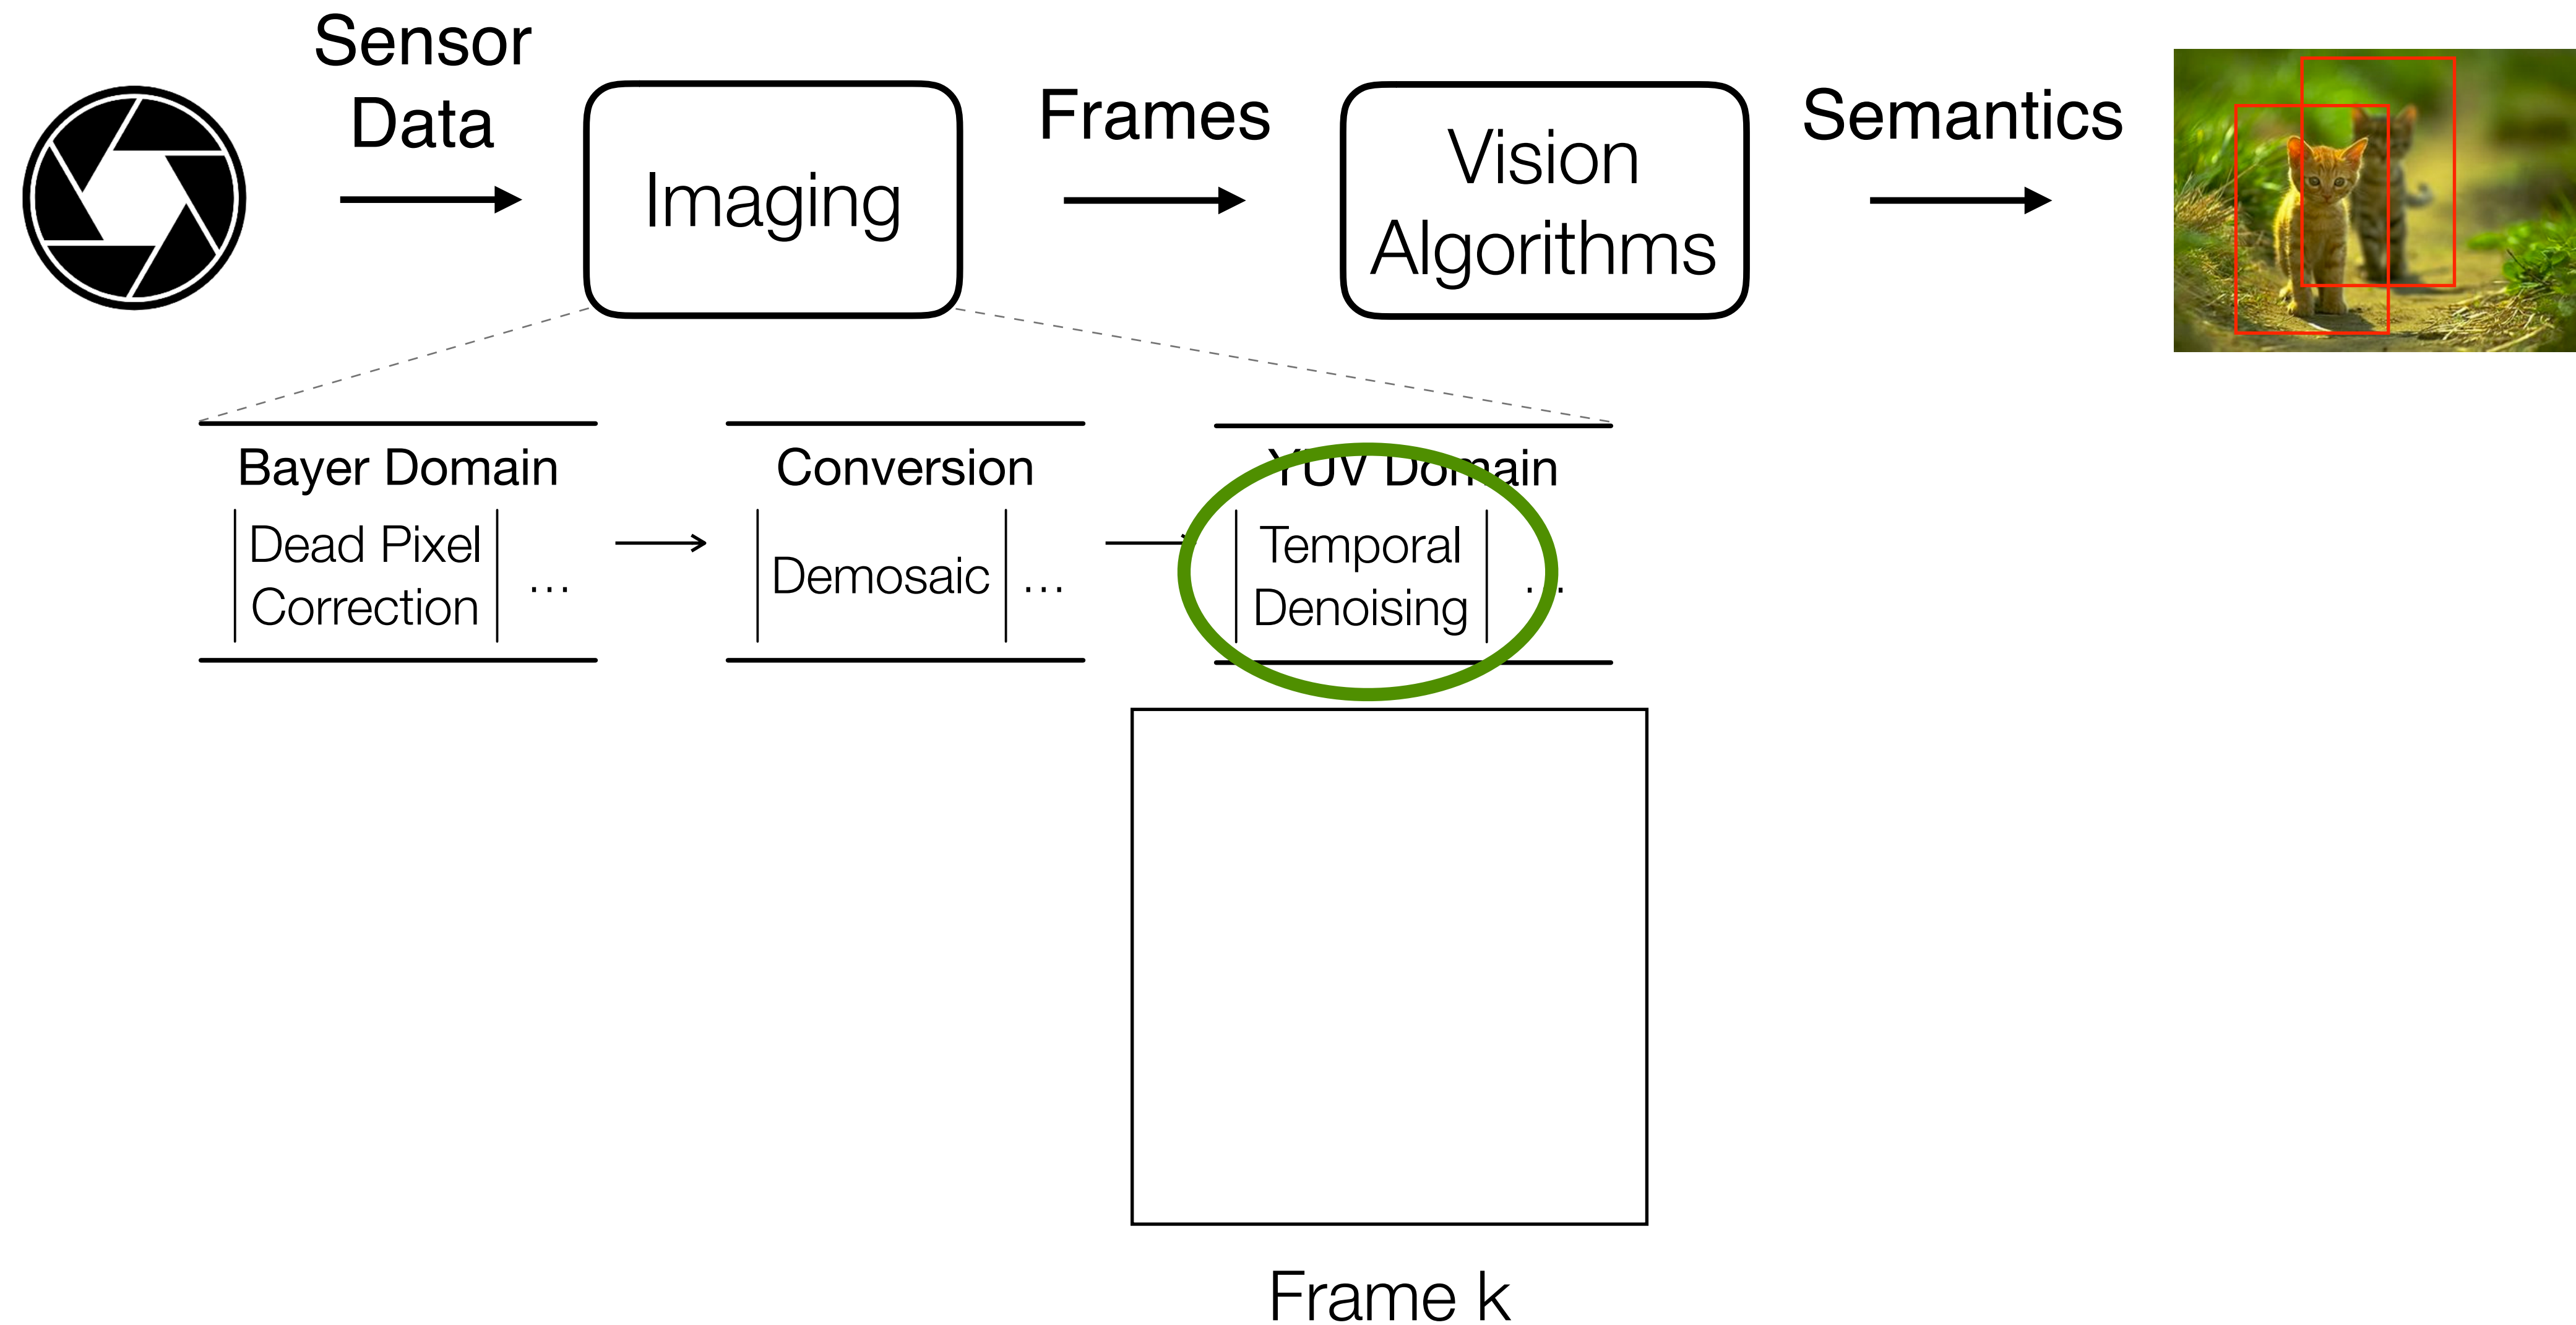 Sensor
Data
Imaging
Frames
Vision
Algorithms
Semantics
Bayer Domain
Dead Pixel
Correction
...
Conversion
Demosaic
...
YUV Domain
Temporal
Denoising
...
Frame k